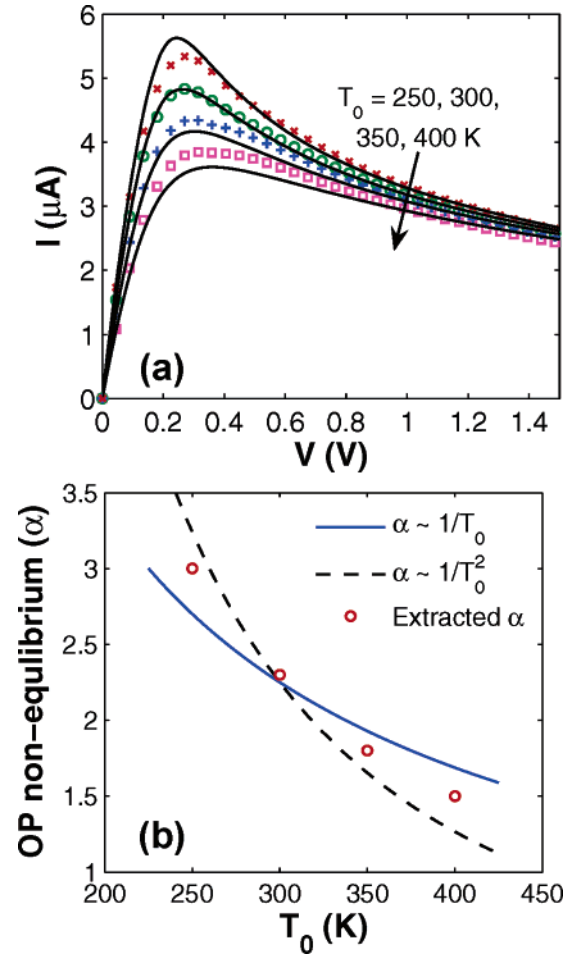 6
5
4
3
2
1
0
I (μA)
T₀ = 250, 300,
350, 400 K
(a)
0 0.2 0.4 0.6 0.8 1 1.2 1.4
V (V)
3.5
3
2.5
2
1.5
1
OP non-equlibrium (α)
α ~ 1/T₀
α ~ 1/T₀²
Extracted α
(b)
200 250 300 350 400 450
T₀ (K)